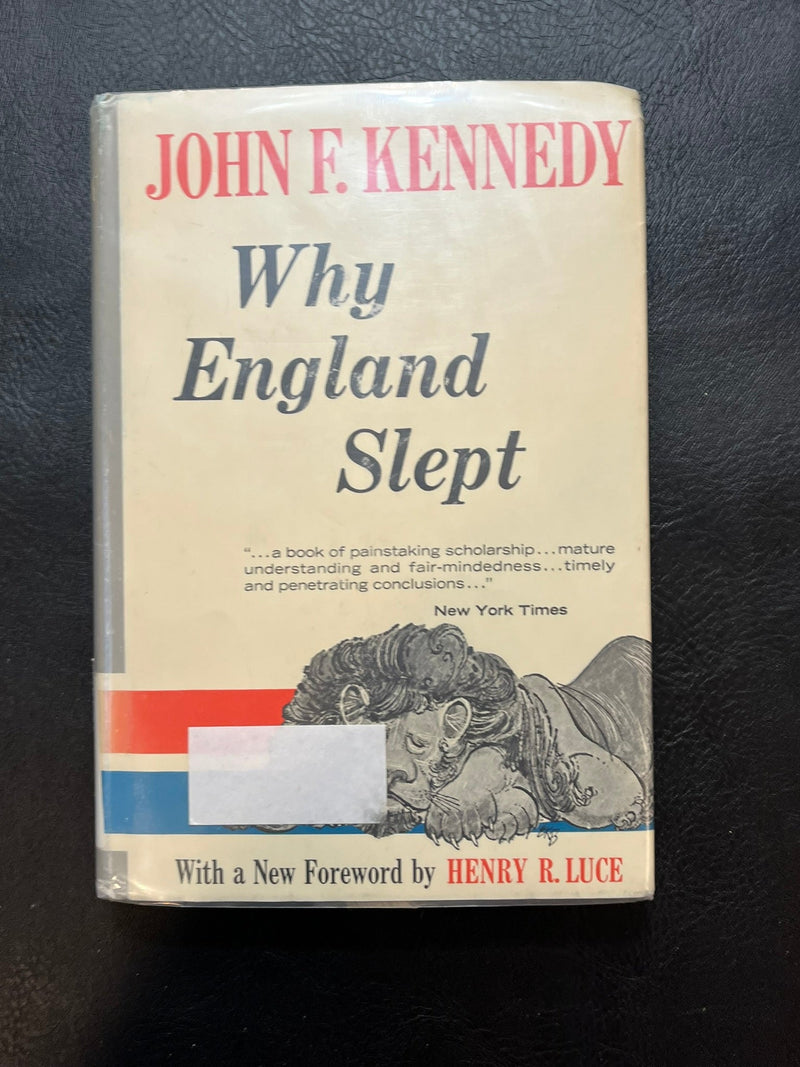 JOHN F. KENNEDY
Why
England
Slept
“...a book of painstaking scholarship...mature
understanding and fair-mindedness...timely
and penetrating conclusions...”
New York Times
With a New Foreword by HENRY R. LUCE